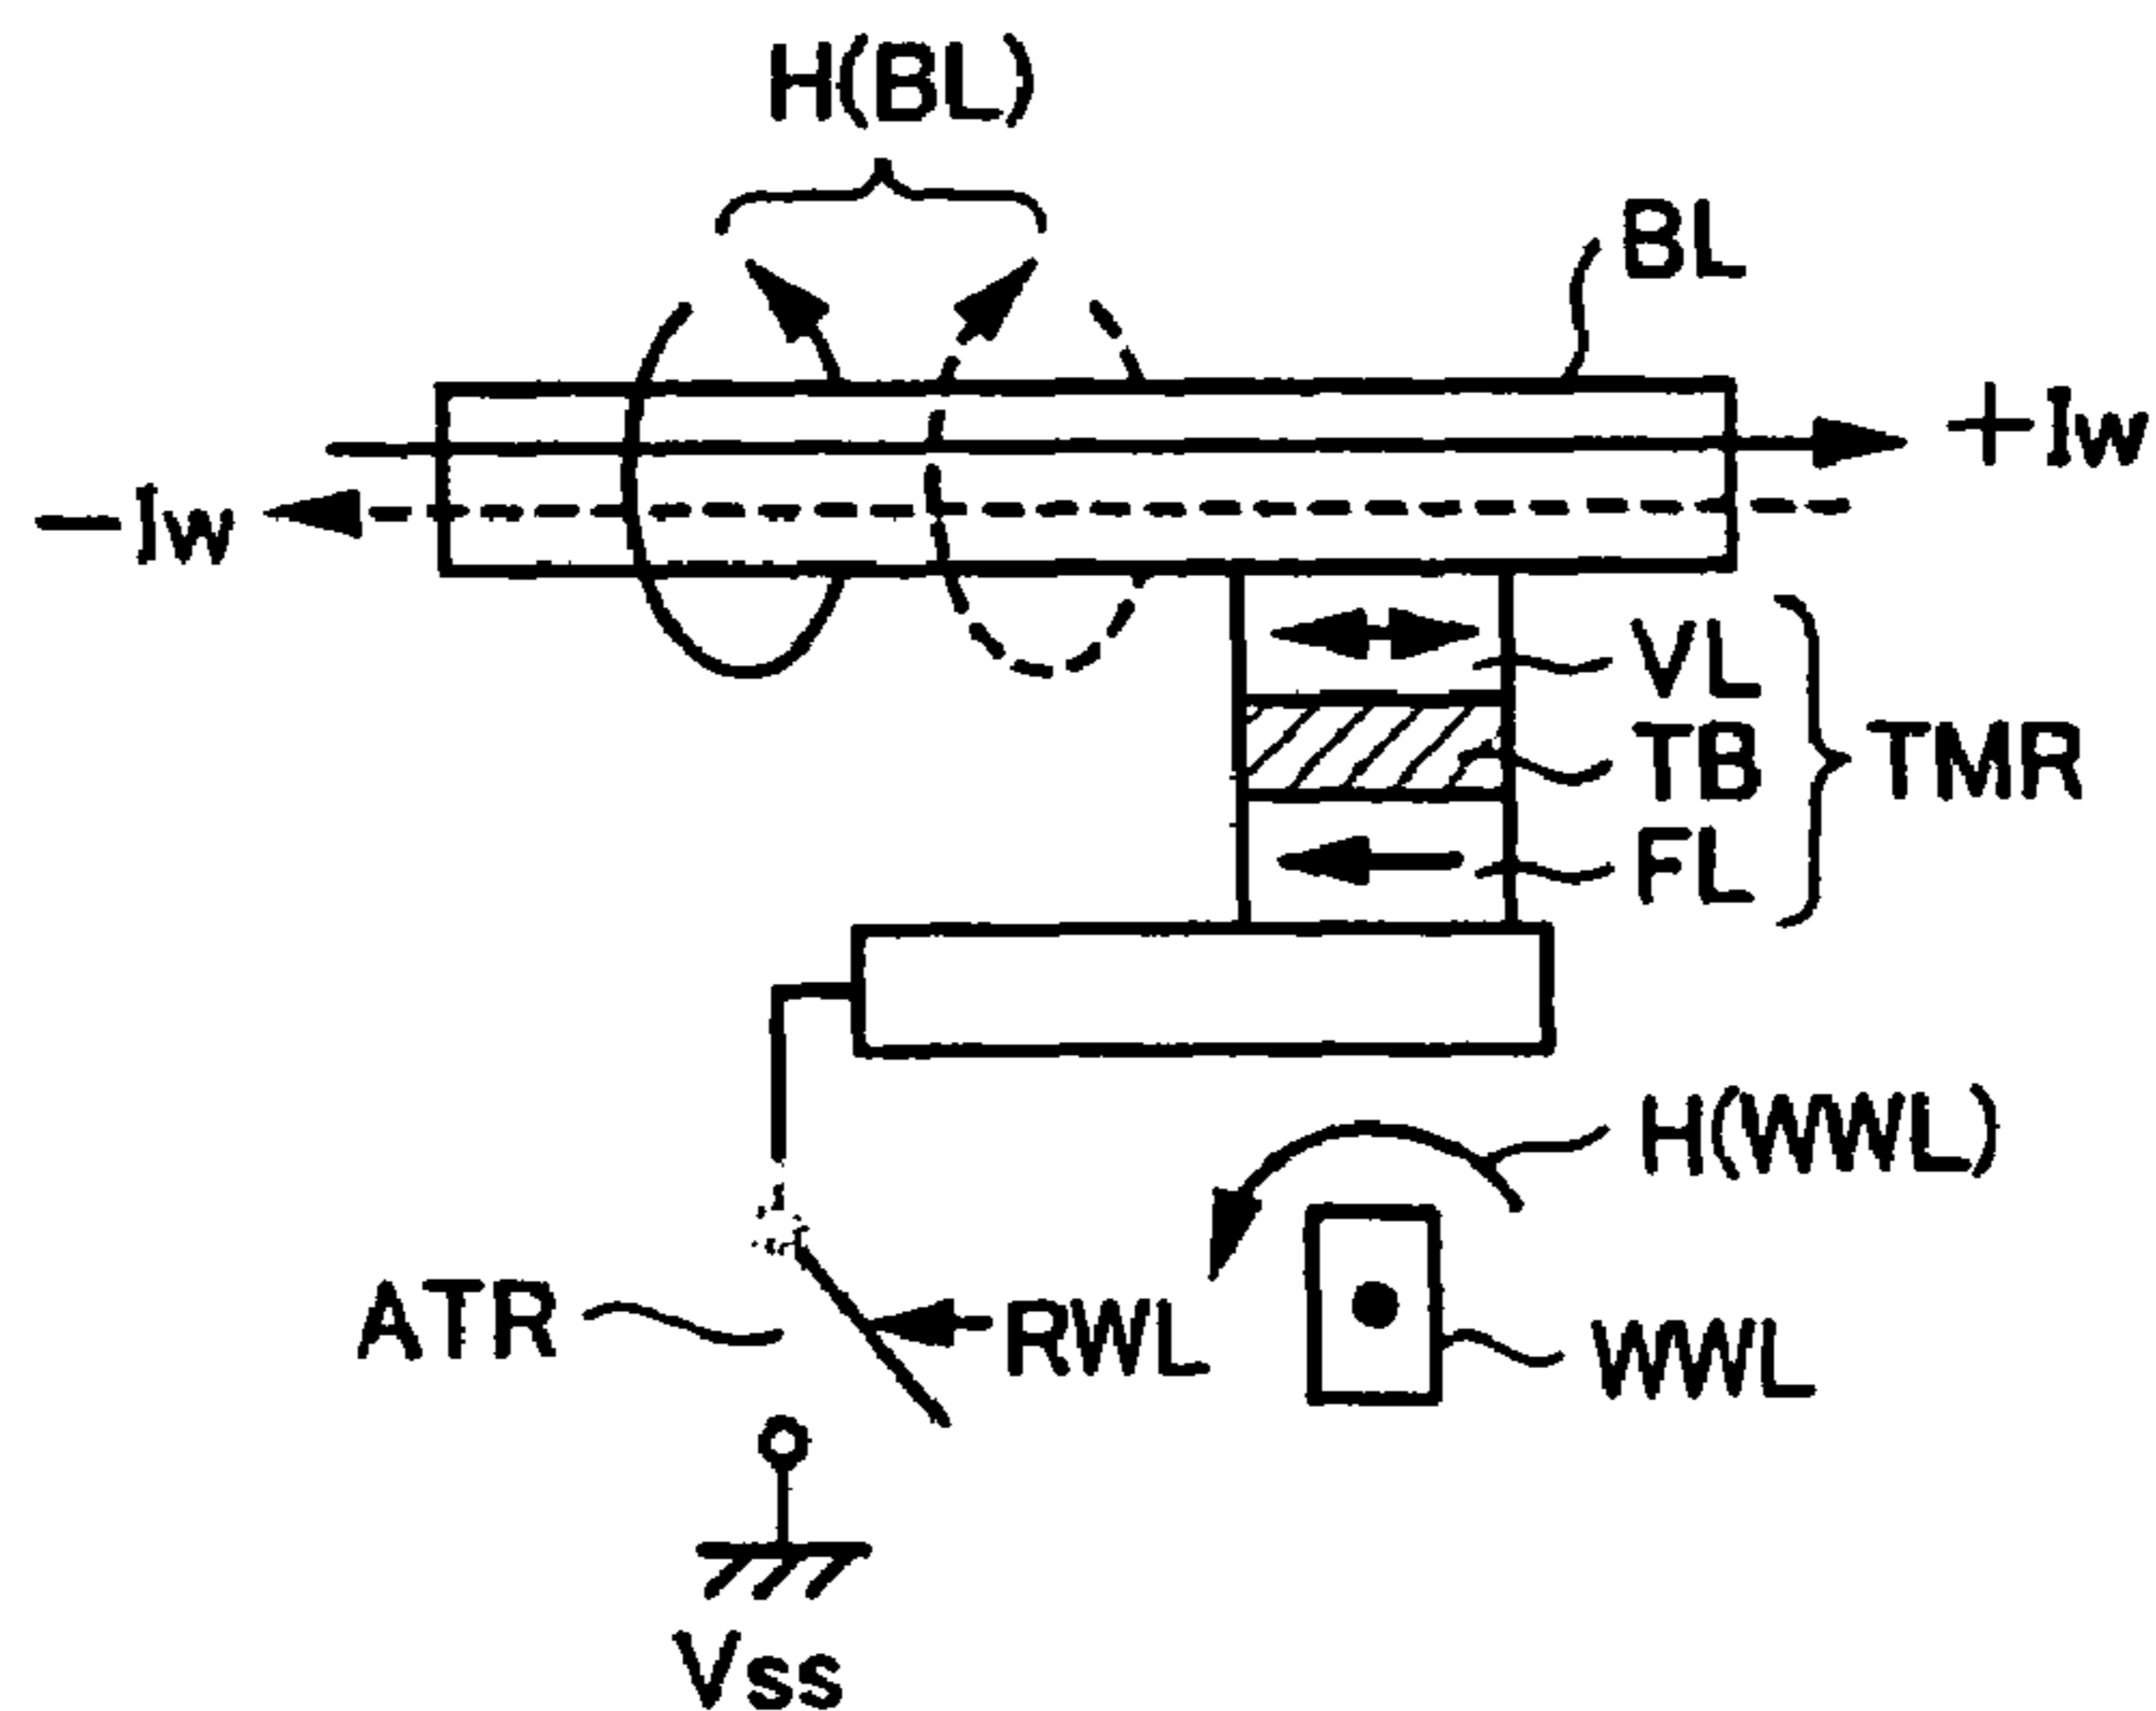 H(BL)
BL
+Iw
−Iw
VL
TB
TMR
FL
H(WWL)
ATR
RWL
WWL
Vss